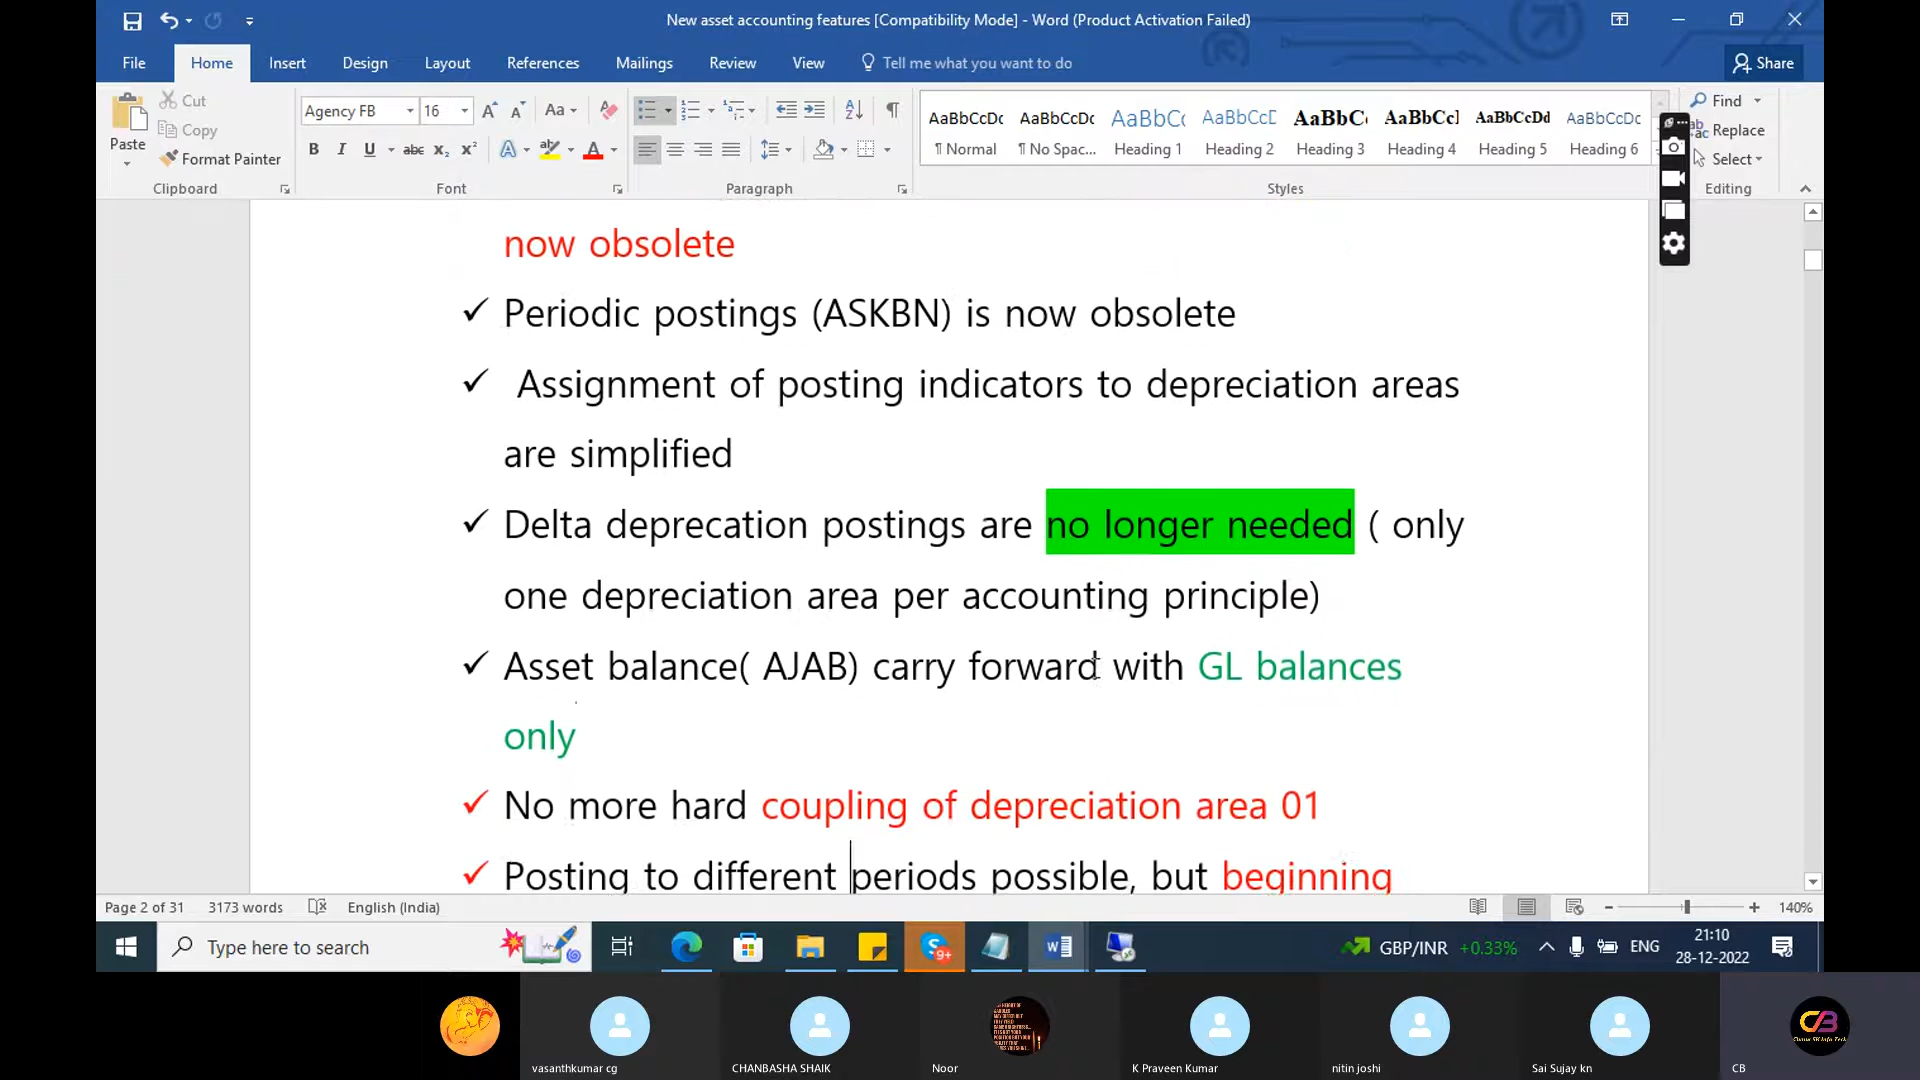 New asset accounting features [Compatibility Mode] - Word (Product Activation Failed)
File Home Insert Design Layout References Mailings Review View Tell me what you want to do Share
Paste
Cut
Copy
Format Painter
Clipboard
Agency FB 16
Font
Paragraph
AaBbCcDc AaBbCcDc AaBbC( AaBbCcD AaBbC AaBbCc] AaBbCcDd AaBbCcDc
¶ Normal ¶ No Spac... Heading 1 Heading 2 Heading 3 Heading 4 Heading 5 Heading 6
Styles
Find
Replace
Select
Editing
now obsolete
✓ Periodic postings (ASKBN) is now obsolete
✓ Assignment of posting indicators to depreciation areas
are simplified
✓ Delta deprecation postings are no longer needed ( only
one depreciation area per accounting principle)
✓ Asset balance( AJAB) carry forward with GL balances
only
✓ No more hard coupling of depreciation area 01
✓ Posting to different periods possible, but beginning
Page 2 of 31 3173 words English (India) 140%
Type here to search
9+
GBP/INR +0.33% ENG
21:10
28-12-2022
vasanthkumar cg CHANBASHA SHAIK Noor K Praveen Kumar nitin joshi Sai Sujay kn CB